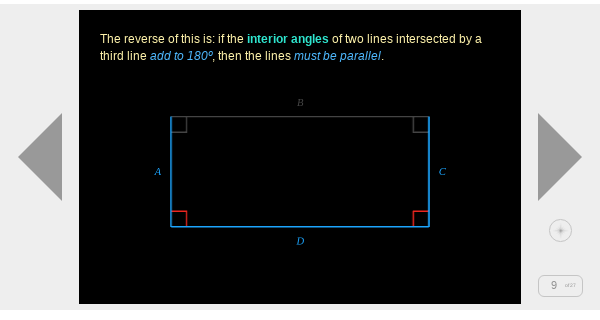 The reverse of this is: if the interior angles of two lines intersected by a
third line add to 180º, then the lines must be parallel.
B
A
C
D
9